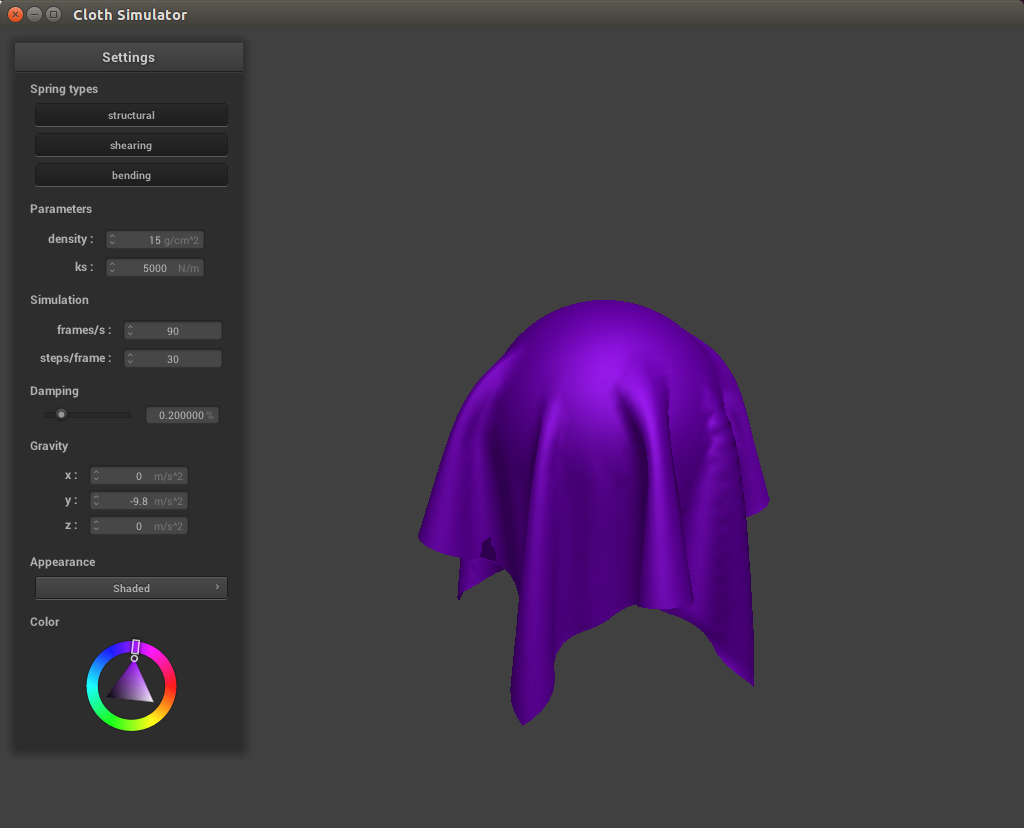 Cloth Simulator
Settings
Spring types
structural
shearing
bending
Parameters
density : 15 g/cm^2
ks : 5000 N/m
Simulation
frames/s : 90
steps/frame : 30
Damping
0.200000 %
Gravity
x : 0 m/s^2
y : -9.8 m/s^2
z : 0 m/s^2
Appearance
Shaded
Color